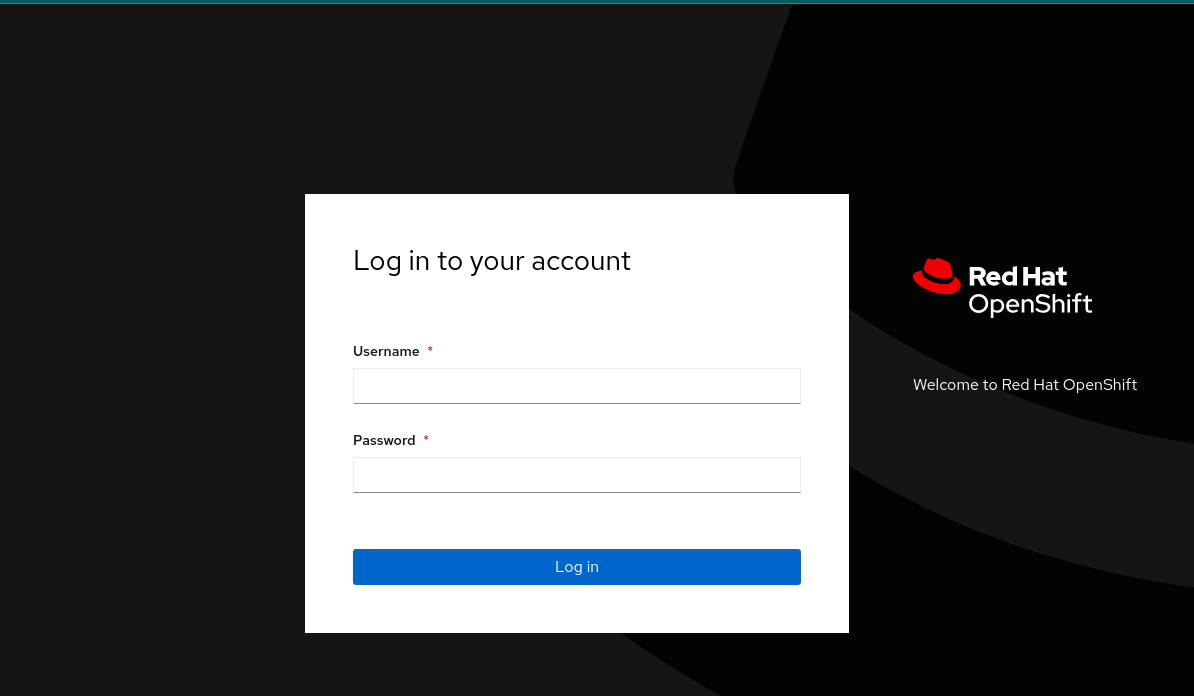 Log in to your account
Username *
Password *
Log in
Red Hat
OpenShift
Welcome to Red Hat OpenShift